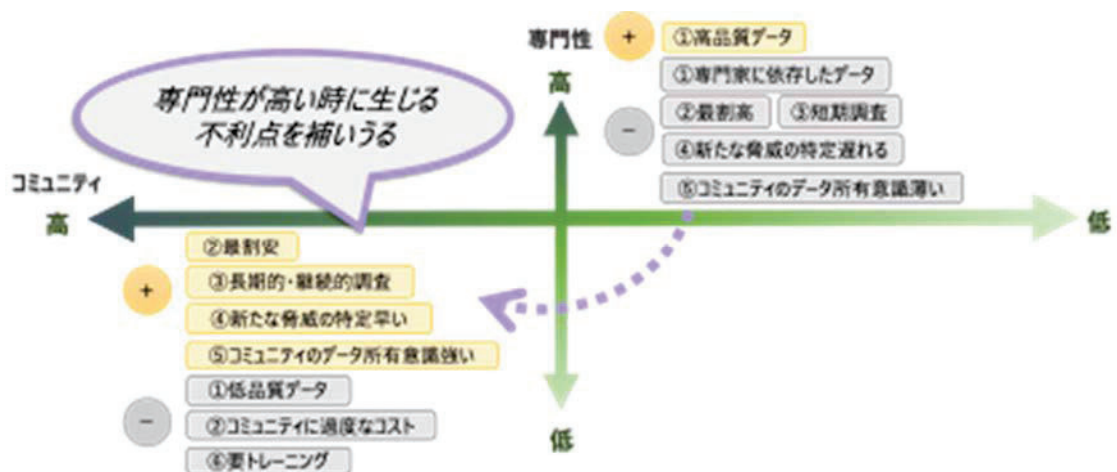 専門性
+
①高品質データ
高
①専門家に依存したデータ
②最割高
③短期調査
−
④新たな脅威の特定遅れる
⑤コミュニティのデータ所有意識薄い
専門性が高い時に生じる
不利点を補いうる
コミュニティ
高
低
②最割安
+
③長期的・継続的調査
④新たな脅威の特定早い
⑤コミュニティのデータ所有意識強い
①低品質データ
−
②コミュニティに過度なコスト
⑥要トレーニング
低